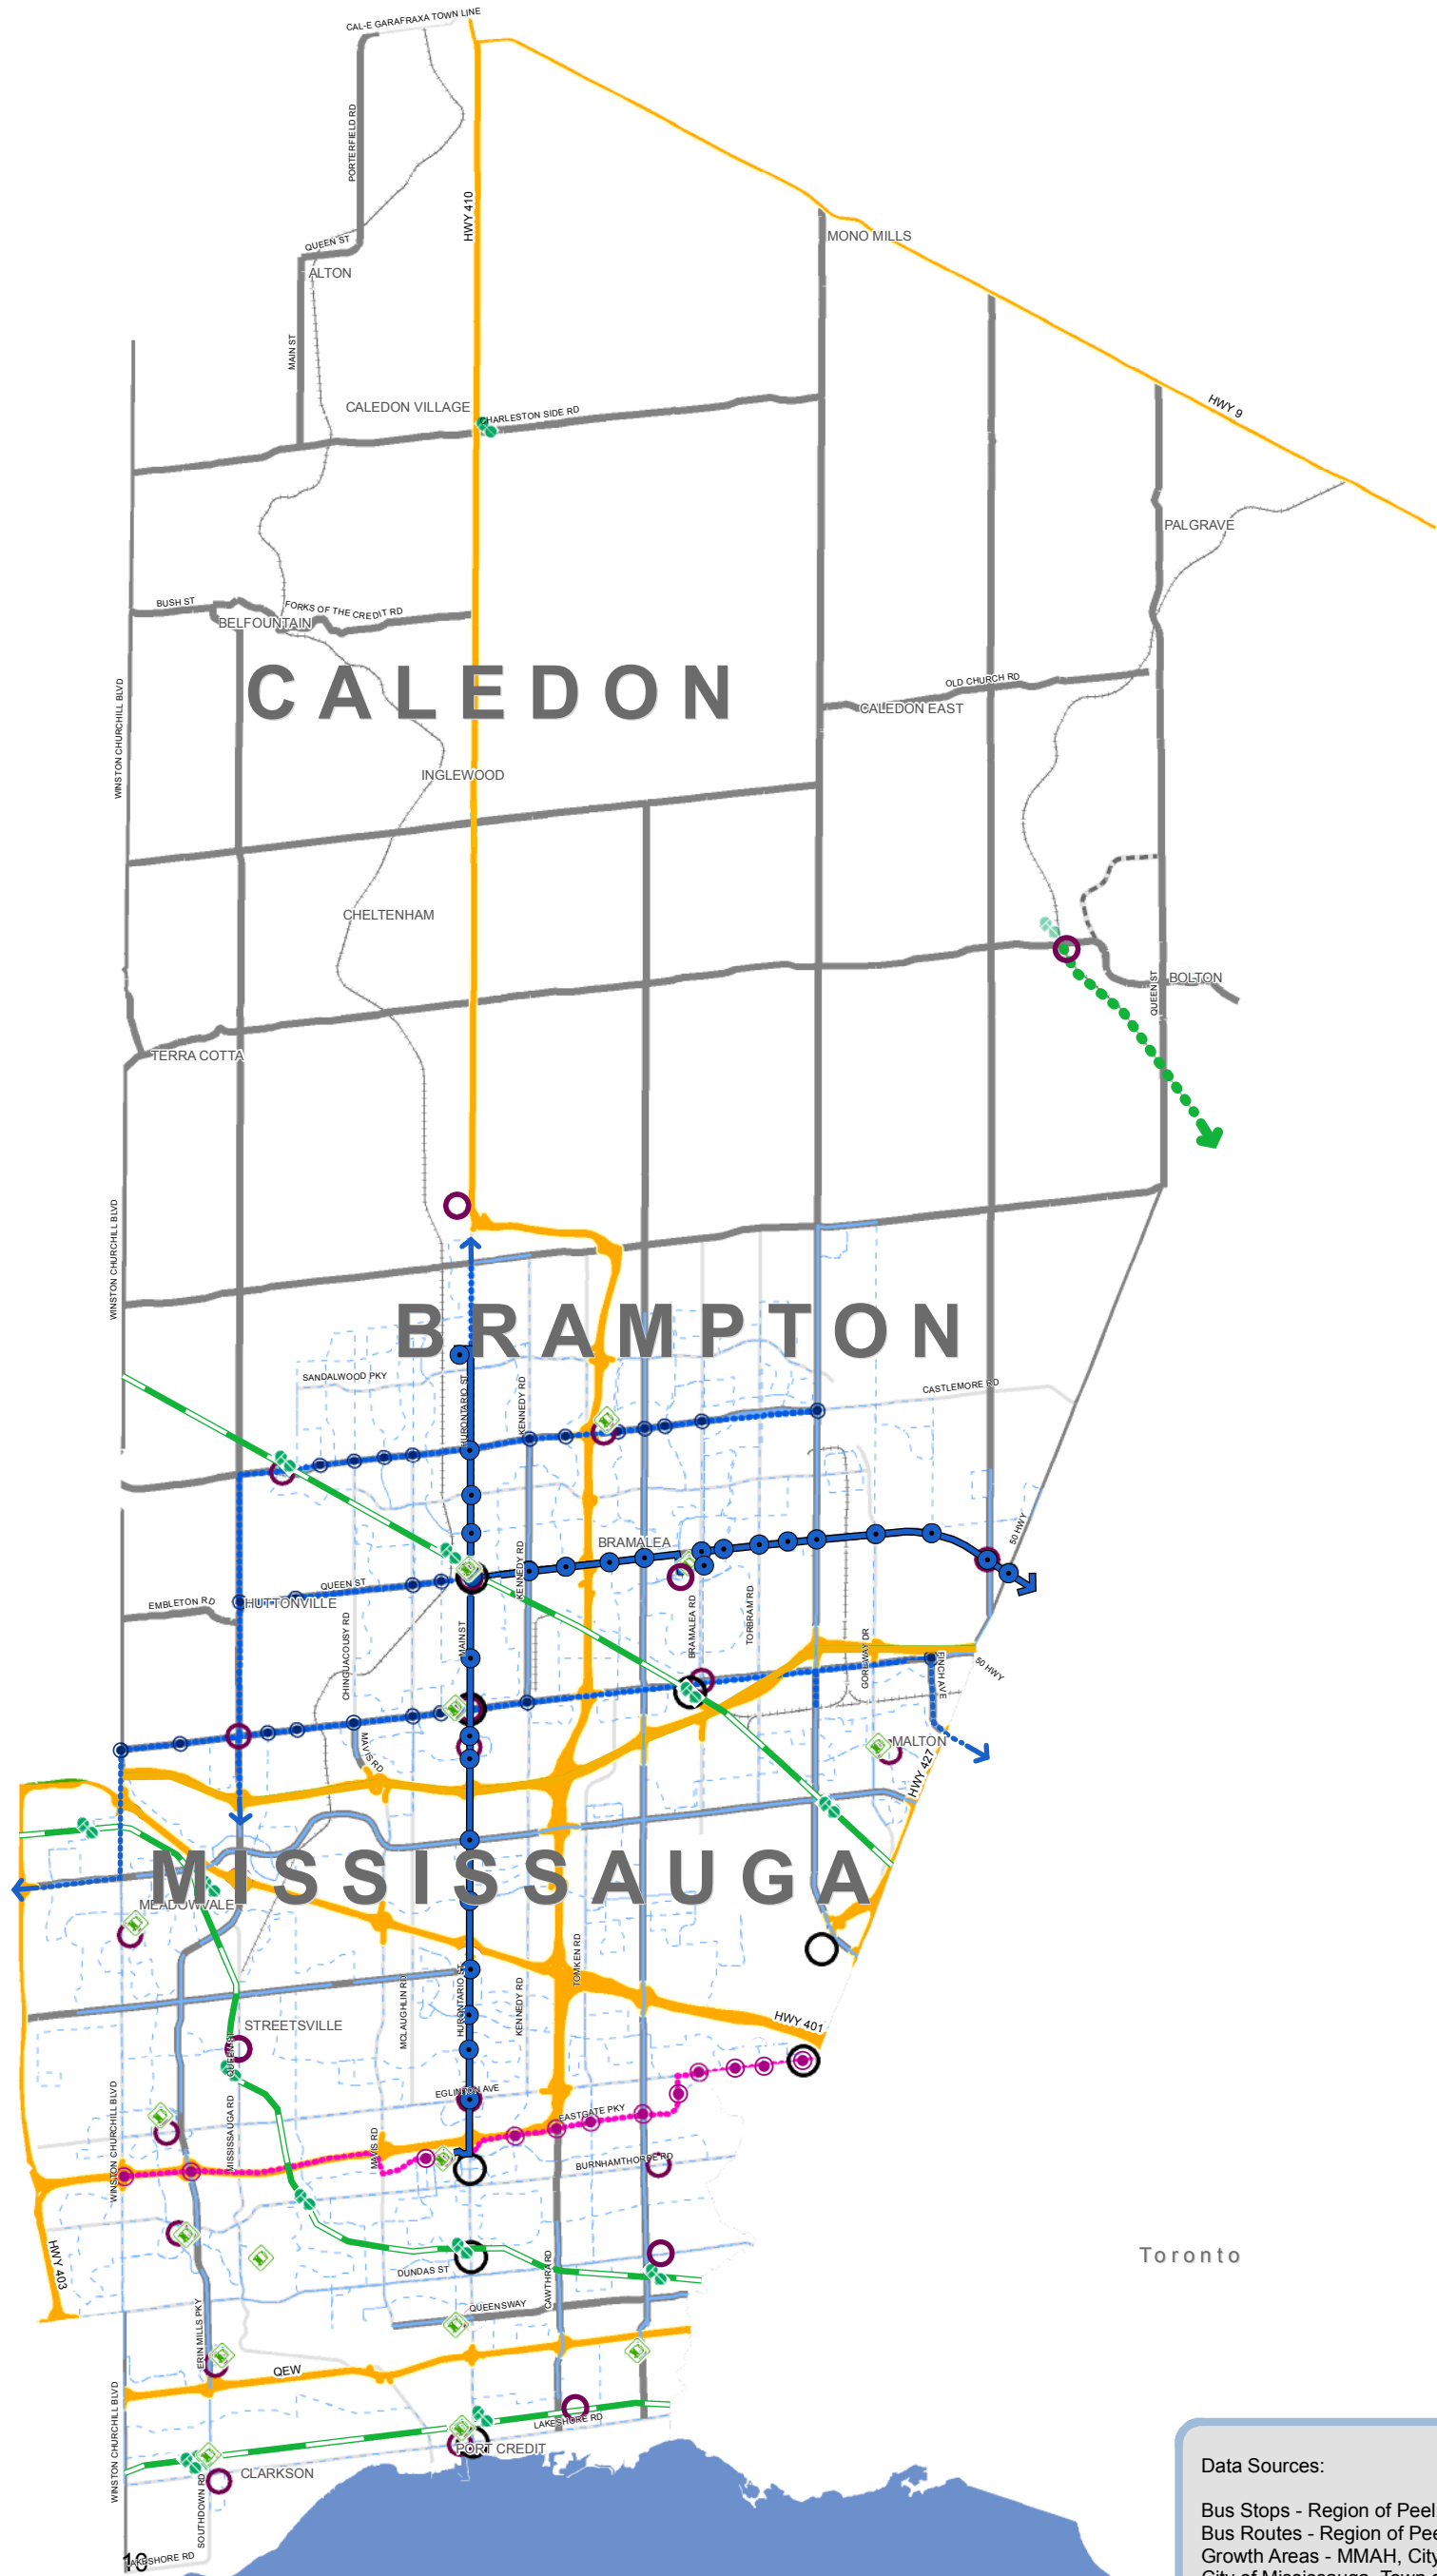 CAL-E GARAFRAXA TOWN LINE
PORTERFIELD RD
HWY 410
QUEEN ST
ALTON
MONO MILLS
MAIN ST
CALEDON VILLAGE
CHARLESTON SIDE RD
HWY 9
PALGRAVE
BUSH ST
FORKS OF THE CREDIT RD
BELFOUNTAIN
CALEDON
OLD CHURCH RD
CALEDON EAST
WINSTON CHURCHILL BLVD
INGLEWOOD
CHELTENHAM
BOLTON
QUEEN ST
TERRA COTTA
WINSTON CHURCHILL BLVD
BRAMPTON
SANDALWOOD PKY
HURONTARIO ST
KENNEDY RD
CASTLEMORE RD
BRAMALEA
50 HWY
KENNEDY RD
QUEEN ST
EMBLETON RD
HUTTONVILLE
CHINGUACOUSY RD
MAIN ST
BRAMALEA RD
TORBRAM RD
GOREWAY DR
FINCH AVE
50 HWY
MAVIS RD
MALTON
HWY 427
MISSISSAUGA
MEADOWVALE
TOMKEN RD
MCLAUGHLIN RD
HURONTARIO ST
KENNEDY RD
HWY 401
STREETSVILLE
QUEEN ST
EGLINTON AVE
EASTGATE PKY
WINSTON CHURCHILL BLVD
MISSISSAUGA RD
MAVIS RD
BURNHAMTHORPE RD
HWY 403
Toronto
DUNDAS ST
CAWTHRA RD
QUEENSWAY
ERIN MILLS PKY
QEW
LAKESHORE RD
PORT CREDIT
WINSTON CHURCHILL BLVD
CLARKSON
SOUTHDOWN RD
LAKESHORE RD
10
Data Sources:
Bus Stops - Region of Peel
Bus Routes - Region of Pee
Growth Areas - MMAH, City